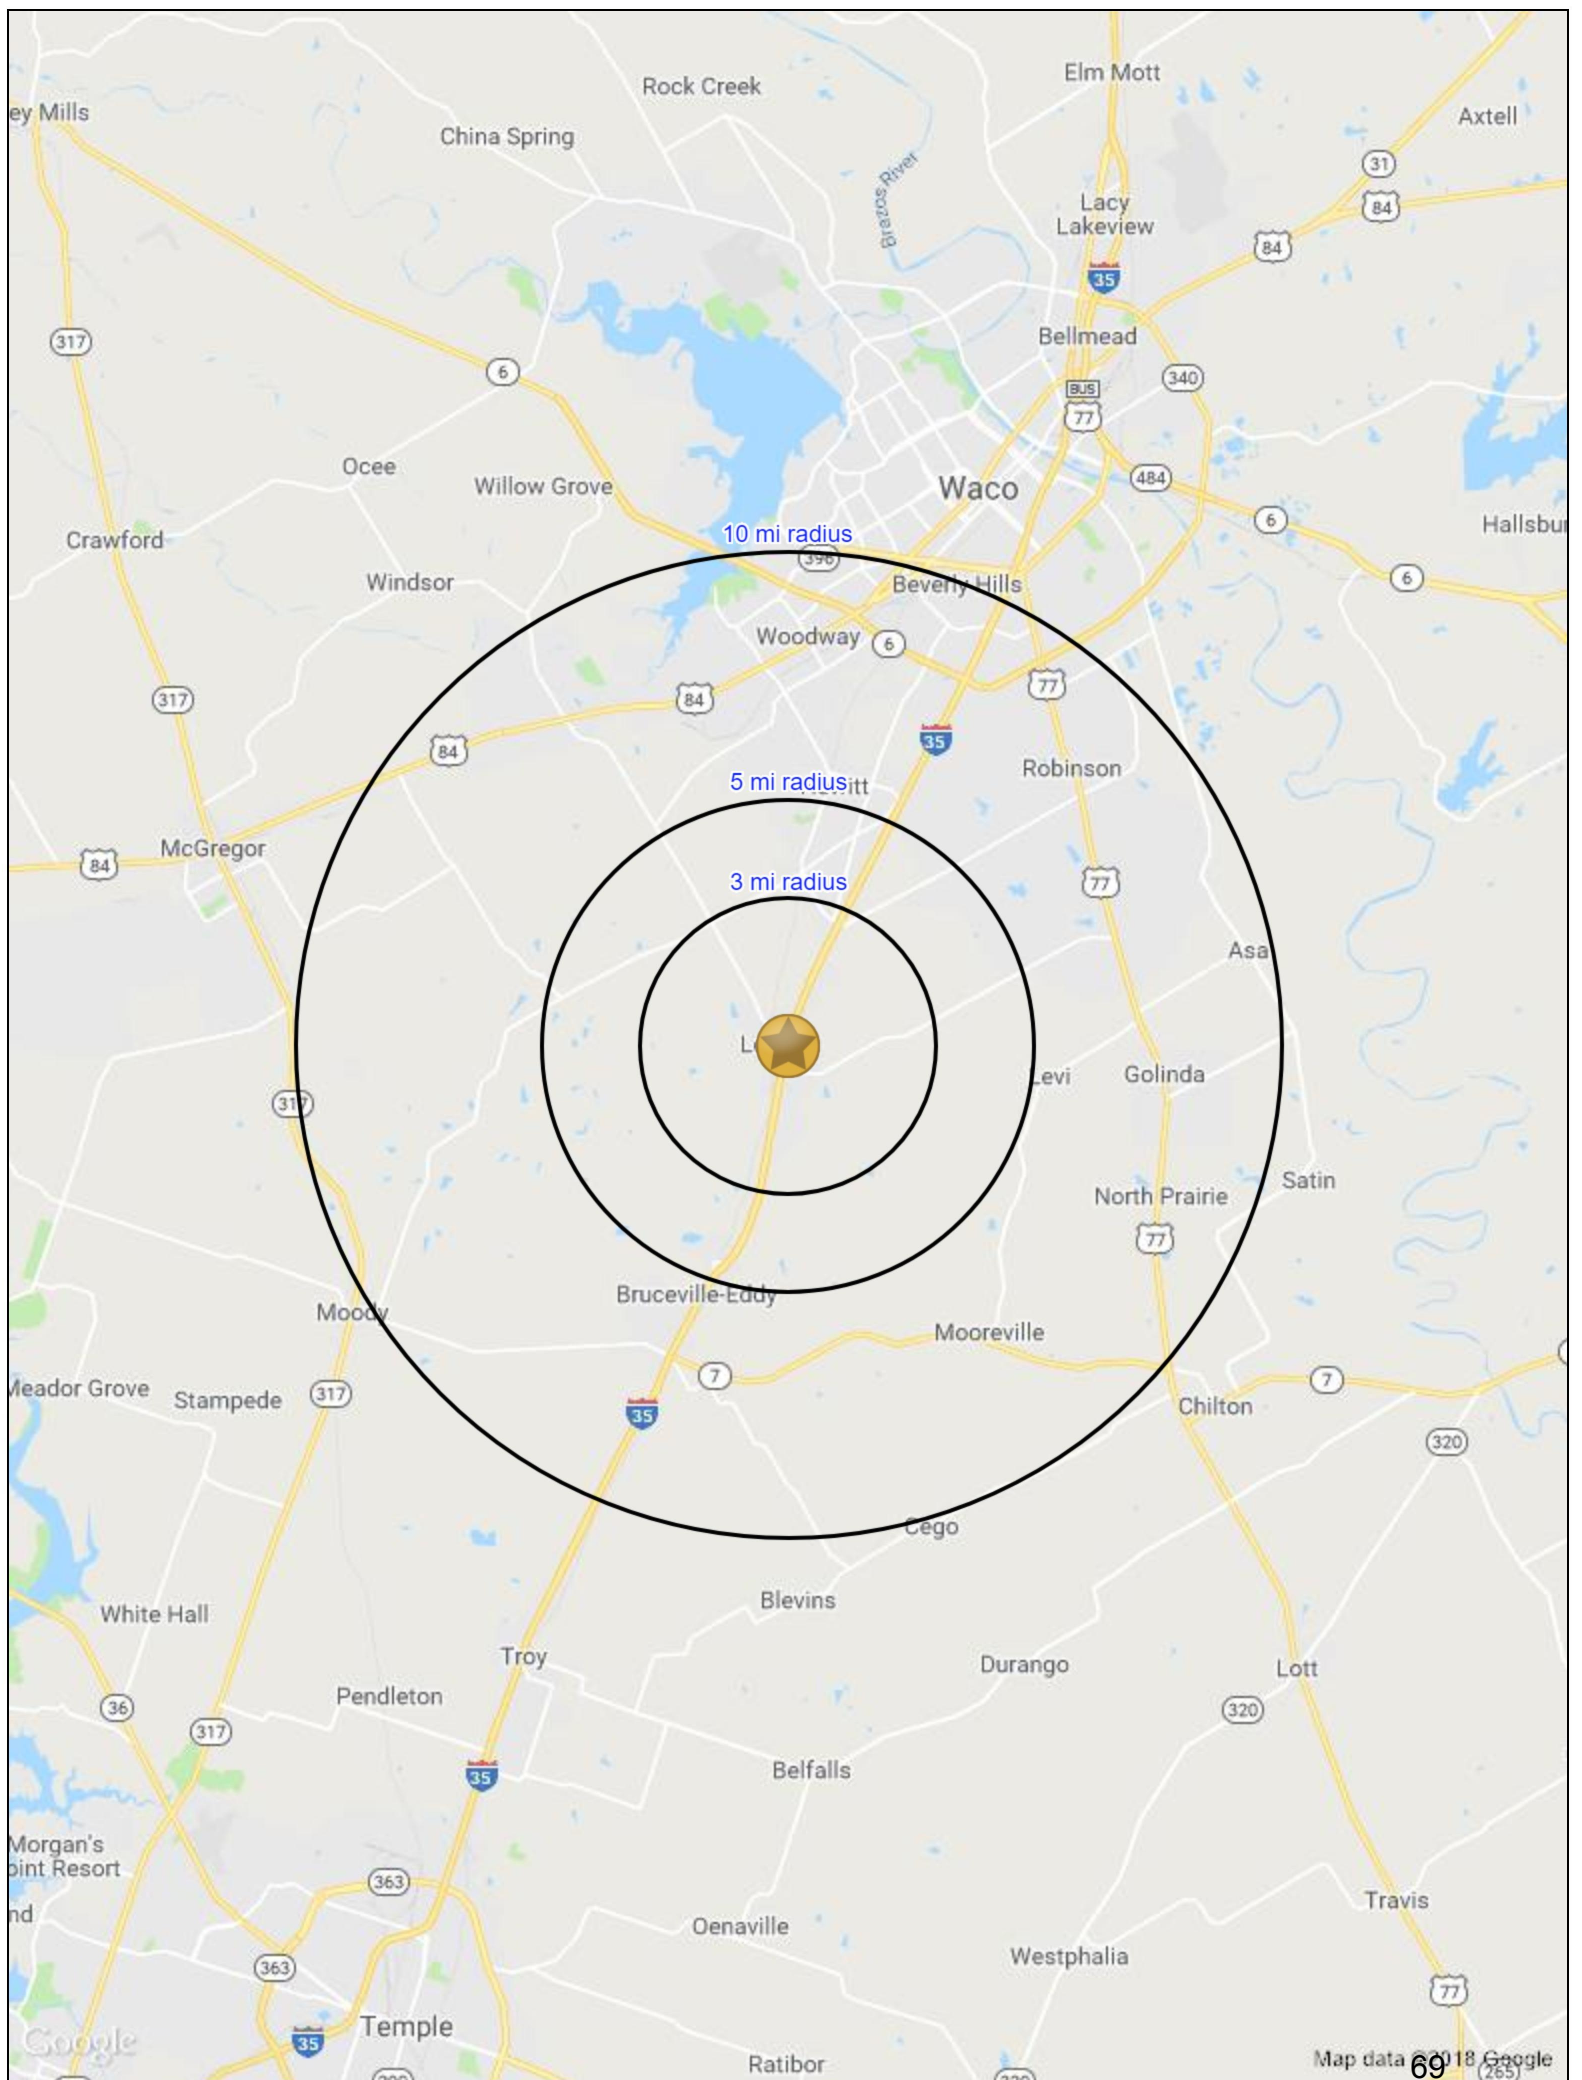 Rock Creek
Elm Mott
ey Mills
Axtell
China Spring
31
Brazos River
Lacy
Lakeview
84
84
35
317
Bellmead
6
340
BUS
77
Ocee
Willow Grove
Waco
484
6
Hallsbur
Crawford
10 mi radius
396
Windsor
Beverly Hills
6
Woodway
6
317
84
77
84
35
Robinson
5 mi radius
itt
McGregor
84
3 mi radius
77
Asa
L
Levi
Golinda
317
Satin
North Prairie
77
Bruceville-Eddy
Moody
Mooreville
7
7
Meador Grove
Stampede
317
Chilton
35
320
Cego
Blevins
White Hall
Troy
Durango
Lott
Pendleton
36
317
320
35
Belfalls
Morgan's
oint Resort
363
Travis
nd
Oenaville
Westphalia
363
77
Temple
35
Google
Ratibor
Map data ©2018 Google
69
265